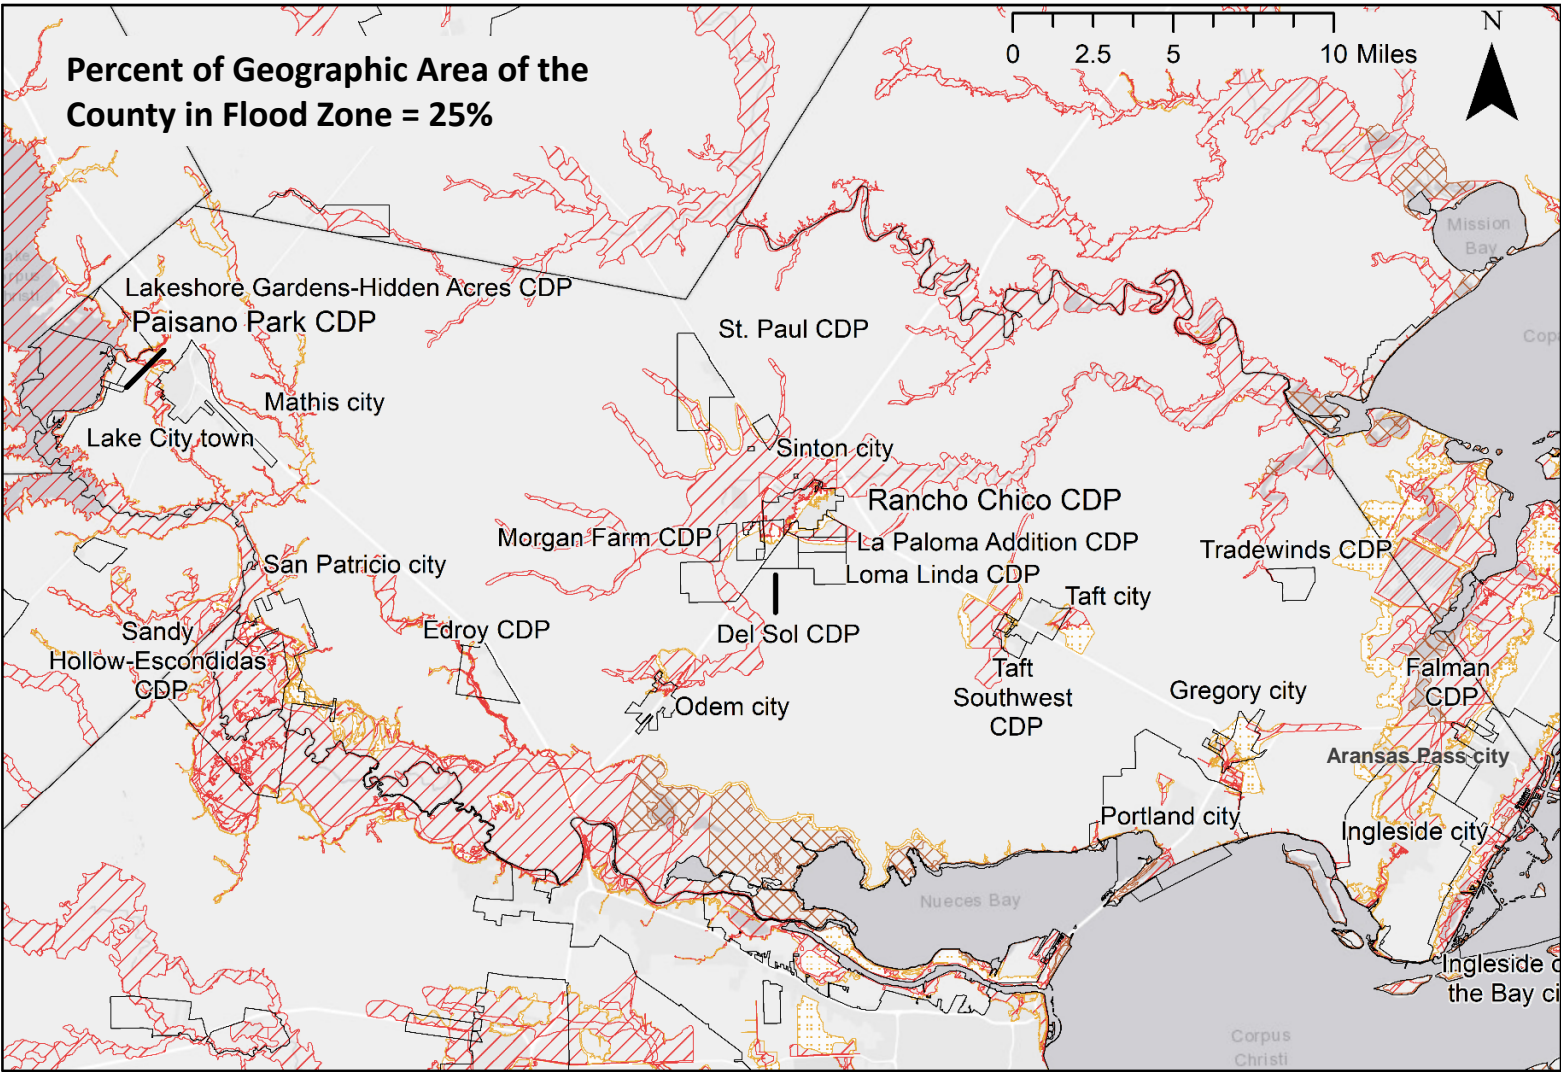 N
0 2.5 5 10 Miles
Percent of Geographic Area of the
County in Flood Zone = 25%
Mission
Bay
Lakeshore Gardens-Hidden Acres CDP
Paisano Park CDP
St. Paul CDP
Mathis city
Lake City town
Sinton city
Rancho Chico CDP
Morgan Farm CDP
La Paloma Addition CDP
Tradewinds CDP
San Patricio city
Loma Linda CDP
Taft city
Edroy CDP
Del Sol CDP
Sandy
Hollow-Escondidas
CDP
Taft
Southwest
CDP
Falman
CDP
Gregory city
Odem city
Aransas Pass city
Portland city
Ingleside city
Nueces Bay
Ingleside
the Bay
Corpus
Christi